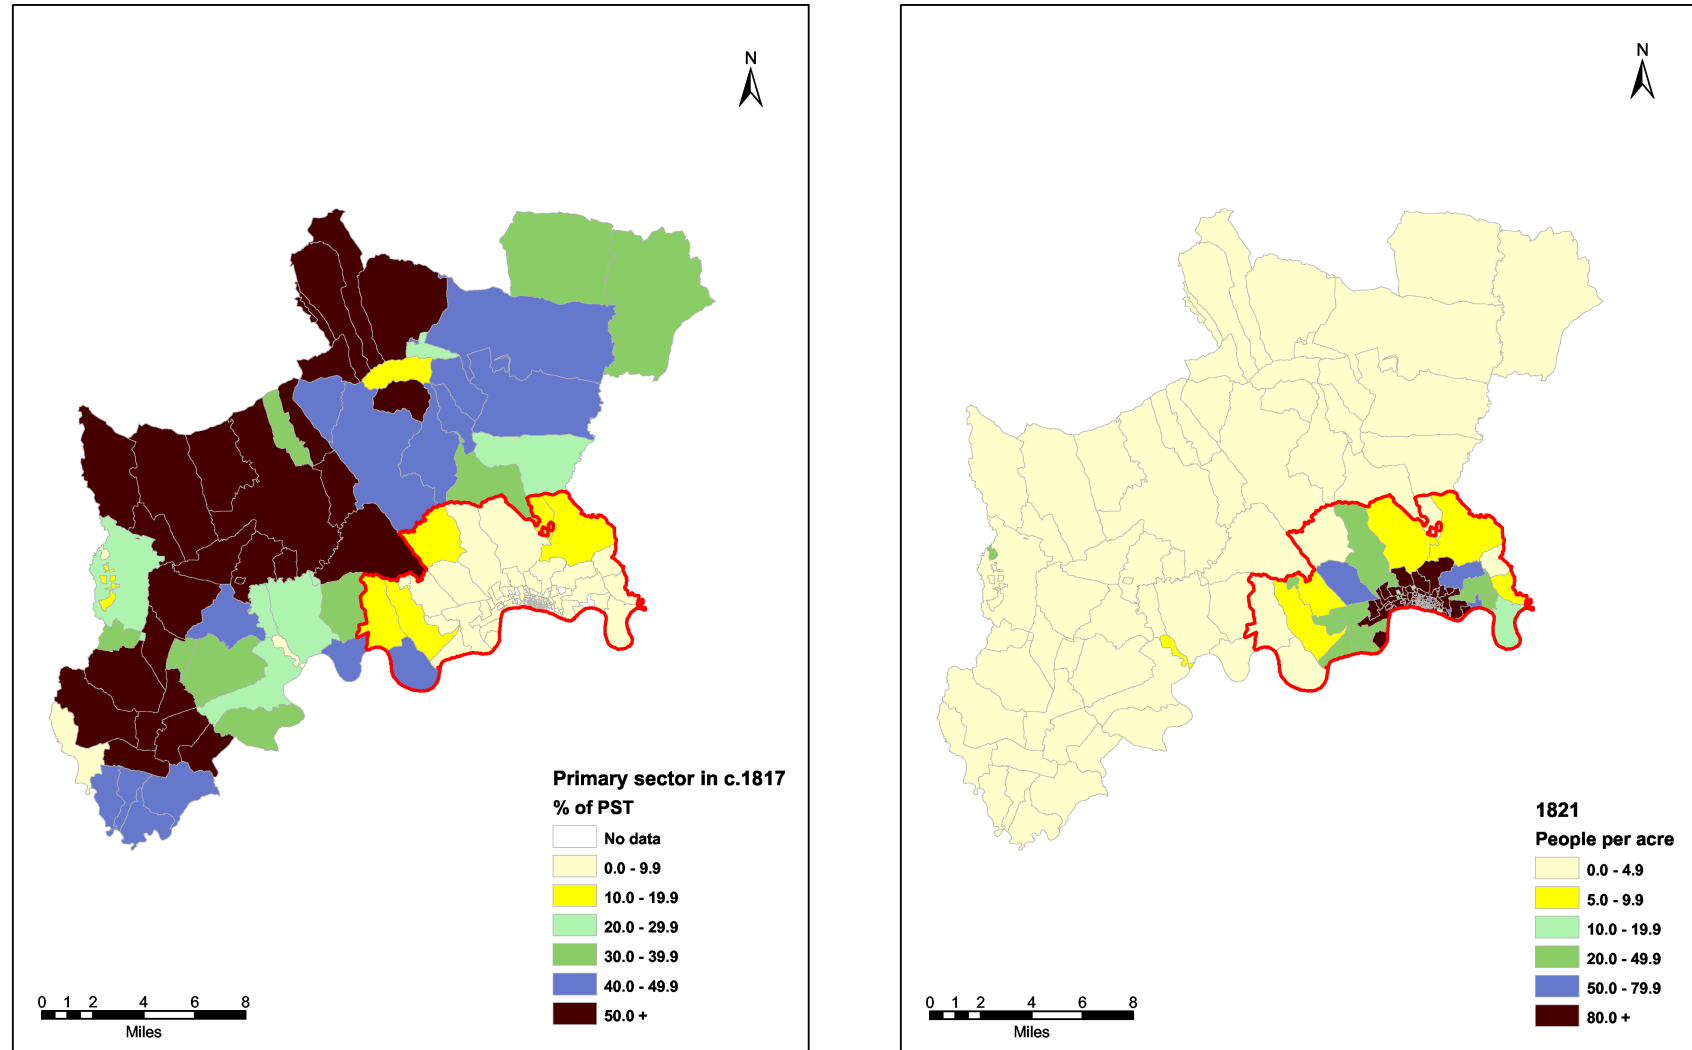 N
Primary sector in c.1817
% of PST
No data
0.0 - 9.9
10.0 - 19.9
20.0 - 29.9
30.0 - 39.9
40.0 - 49.9
50.0 +
0 1 2 4 6 8
Miles
N
1821
People per acre
0.0 - 4.9
5.0 - 9.9
10.0 - 19.9
20.0 - 49.9
50.0 - 79.9
80.0 +
0 1 2 4 6 8
Miles